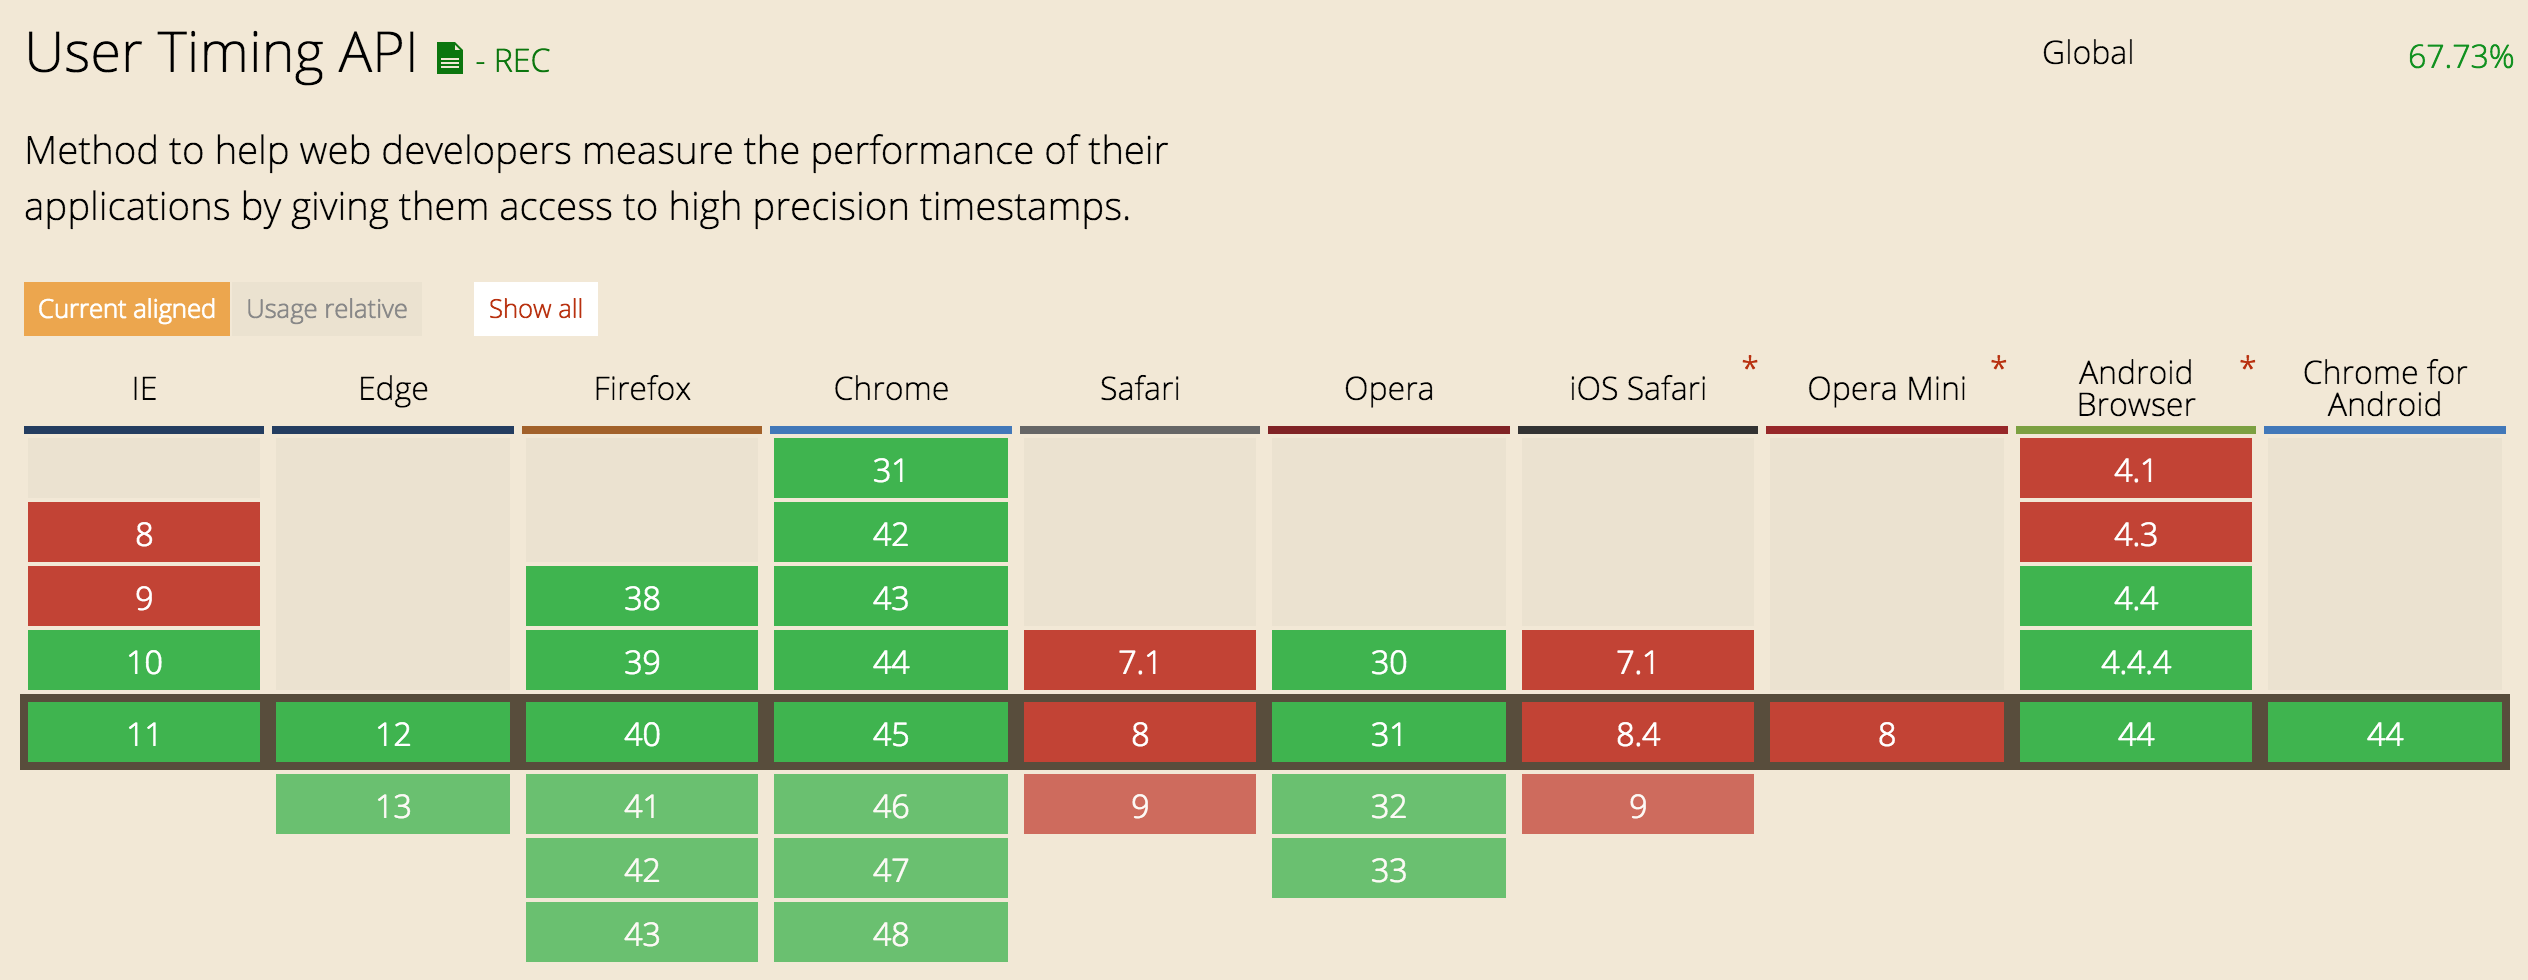 User Timing API - REC Global 67.73%
Method to help web developers measure the performance of their
applications by giving them access to high precision timestamps.
Current aligned Usage relative Show all
IE Edge Firefox Chrome Safari Opera iOS Safari * Opera Mini * Android Browser * Chrome for Android
31 4.1
8 42 4.3
9 38 43 4.4
10 39 44 7.1 30 7.1 4.4.4
11 12 40 45 8 31 8.4 8 44 44
13 41 46 9 32 9
42 47 33
43 48